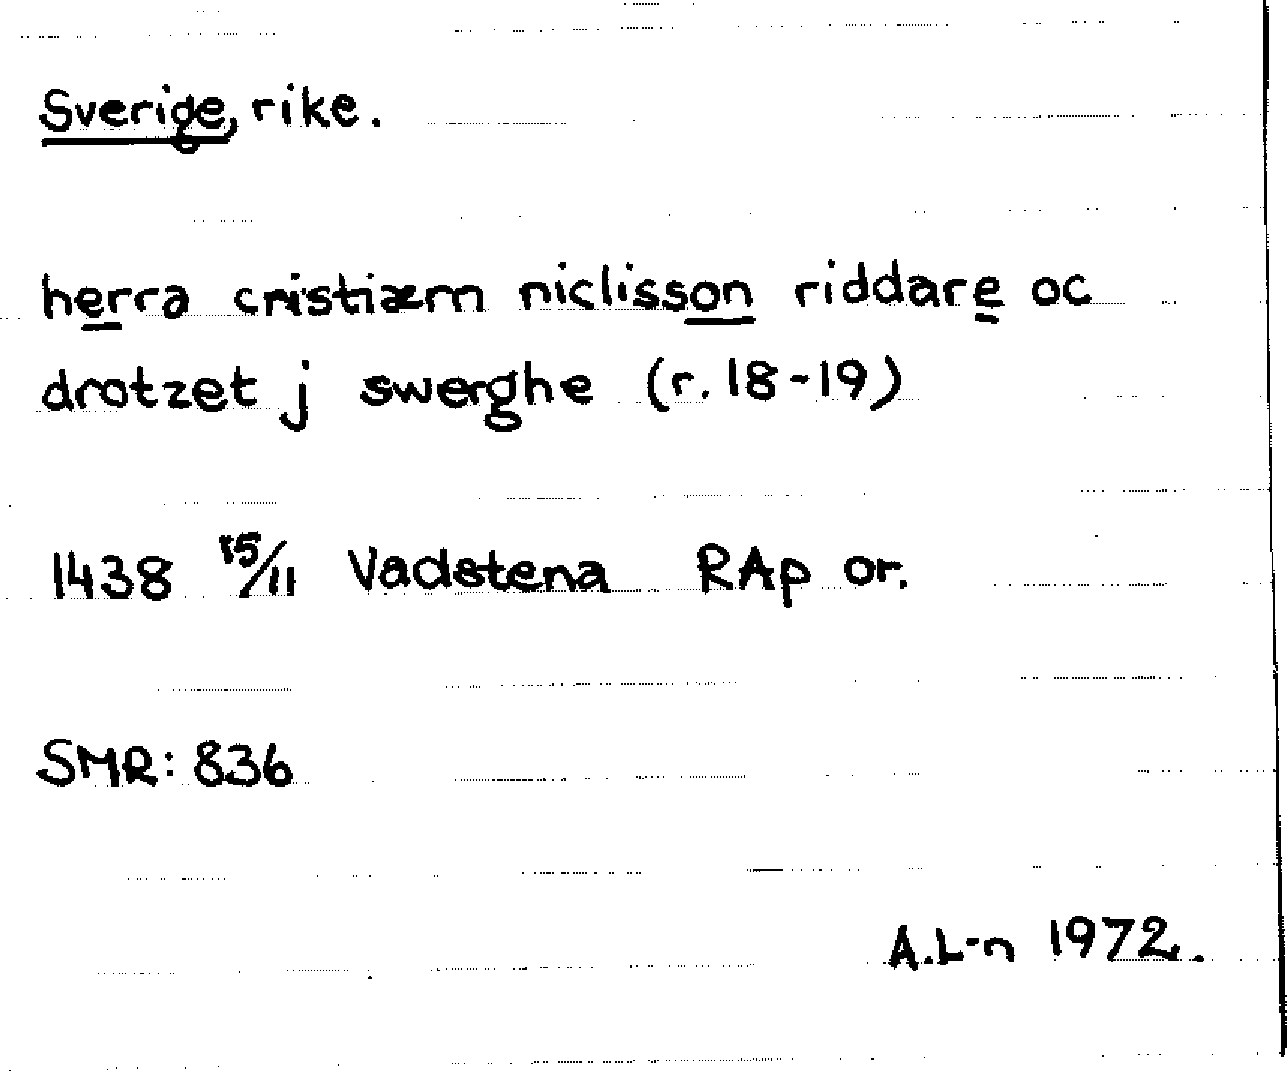 Sverige, rike.
herra cristiærn niclisson riddare oc
drotzet j swerghe (r. 18-19)
1438 15/11 Vadstena RAp or.
SMR: 836
A.L-n 1972.